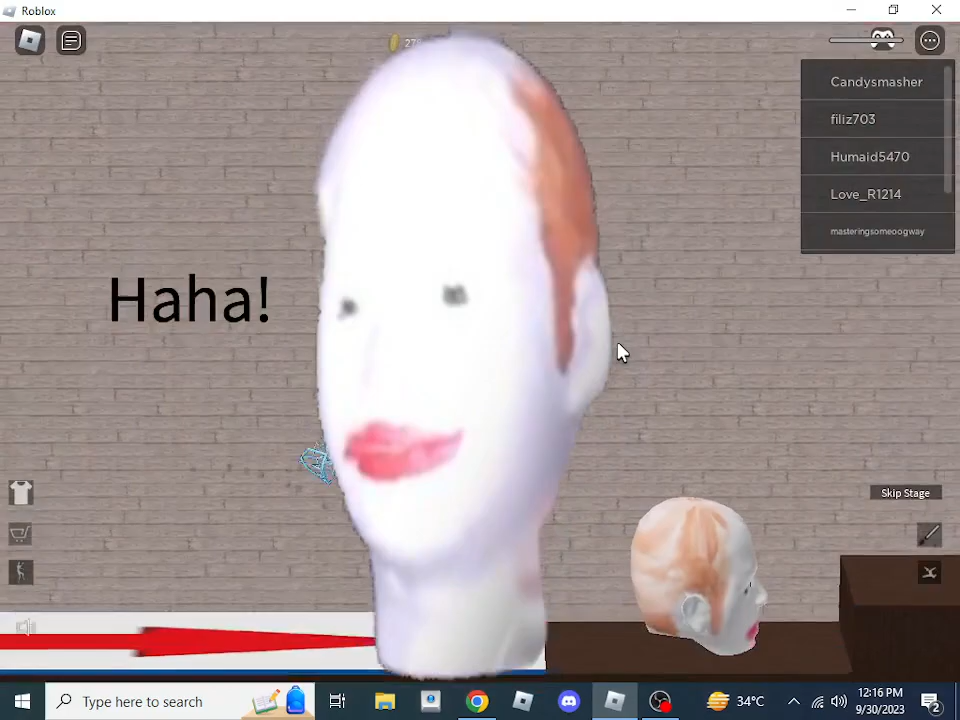 Roblox
Candysmasher
filiz703
Humaid5470
Love_R1214
masteringsomeoogway
Haha!
Skip Stage
Type here to search
34°C
12:16 PM
9/30/2023
2